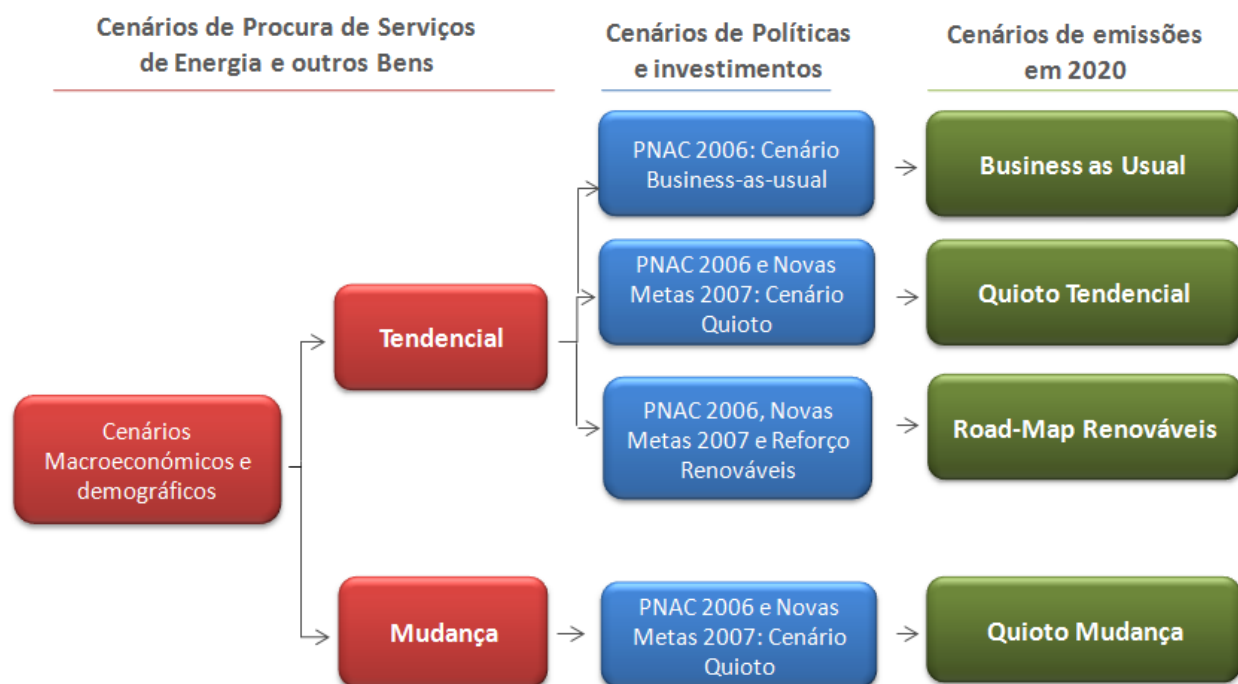 Cenários de Procura de Serviços
de Energia e outros Bens
Cenários de Políticas
e investimentos
Cenários de emissões
em 2020
Cenários
Macroeconómicos e
demográficos
Tendencial
Mudança
PNAC 2006: Cenário
Business-as-usual
PNAC 2006 e Novas
Metas 2007: Cenário
Quioto
PNAC 2006, Novas
Metas 2007 e Reforço
Renováveis
PNAC 2006 e Novas
Metas 2007: Cenário
Quioto
Business as Usual
Quioto Tendencial
Road-Map Renováveis
Quioto Mudança